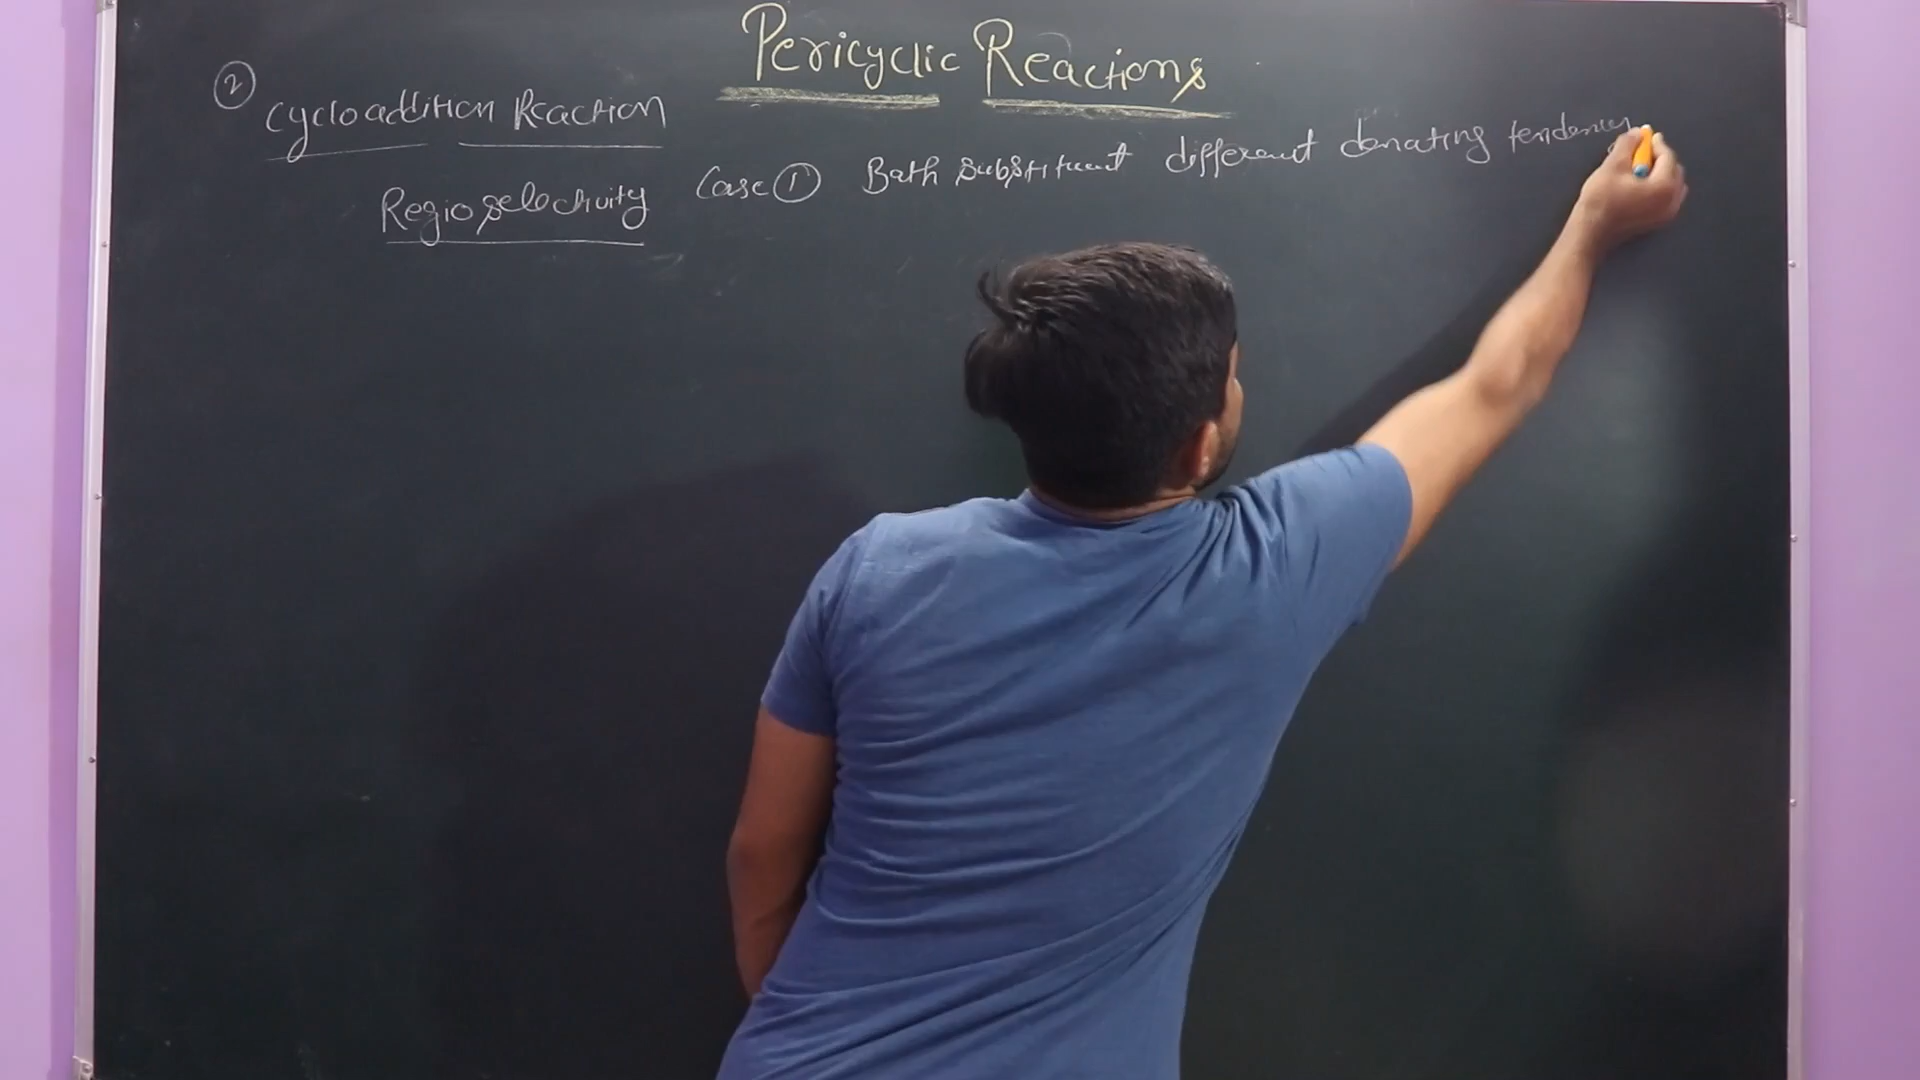 Pericyclic Reactions
② Cycloaddition Reaction
Regioselectivity Case ① Bath substituent different donating tendency